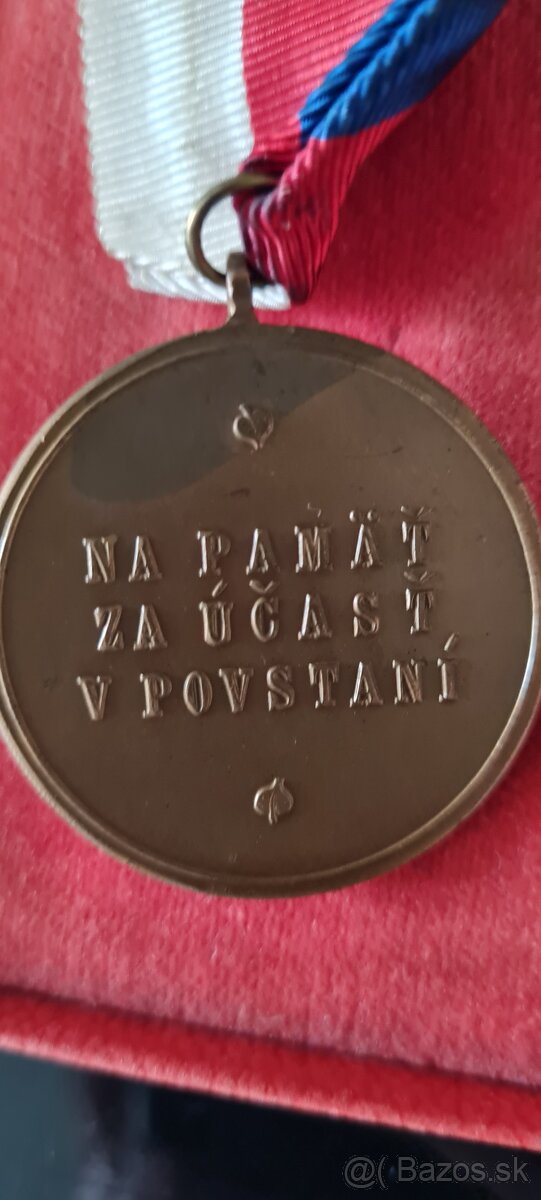 NA PAMÄŤ
ZA ÚČASŤ
V POVSTANÍ
@( Bazos.sk